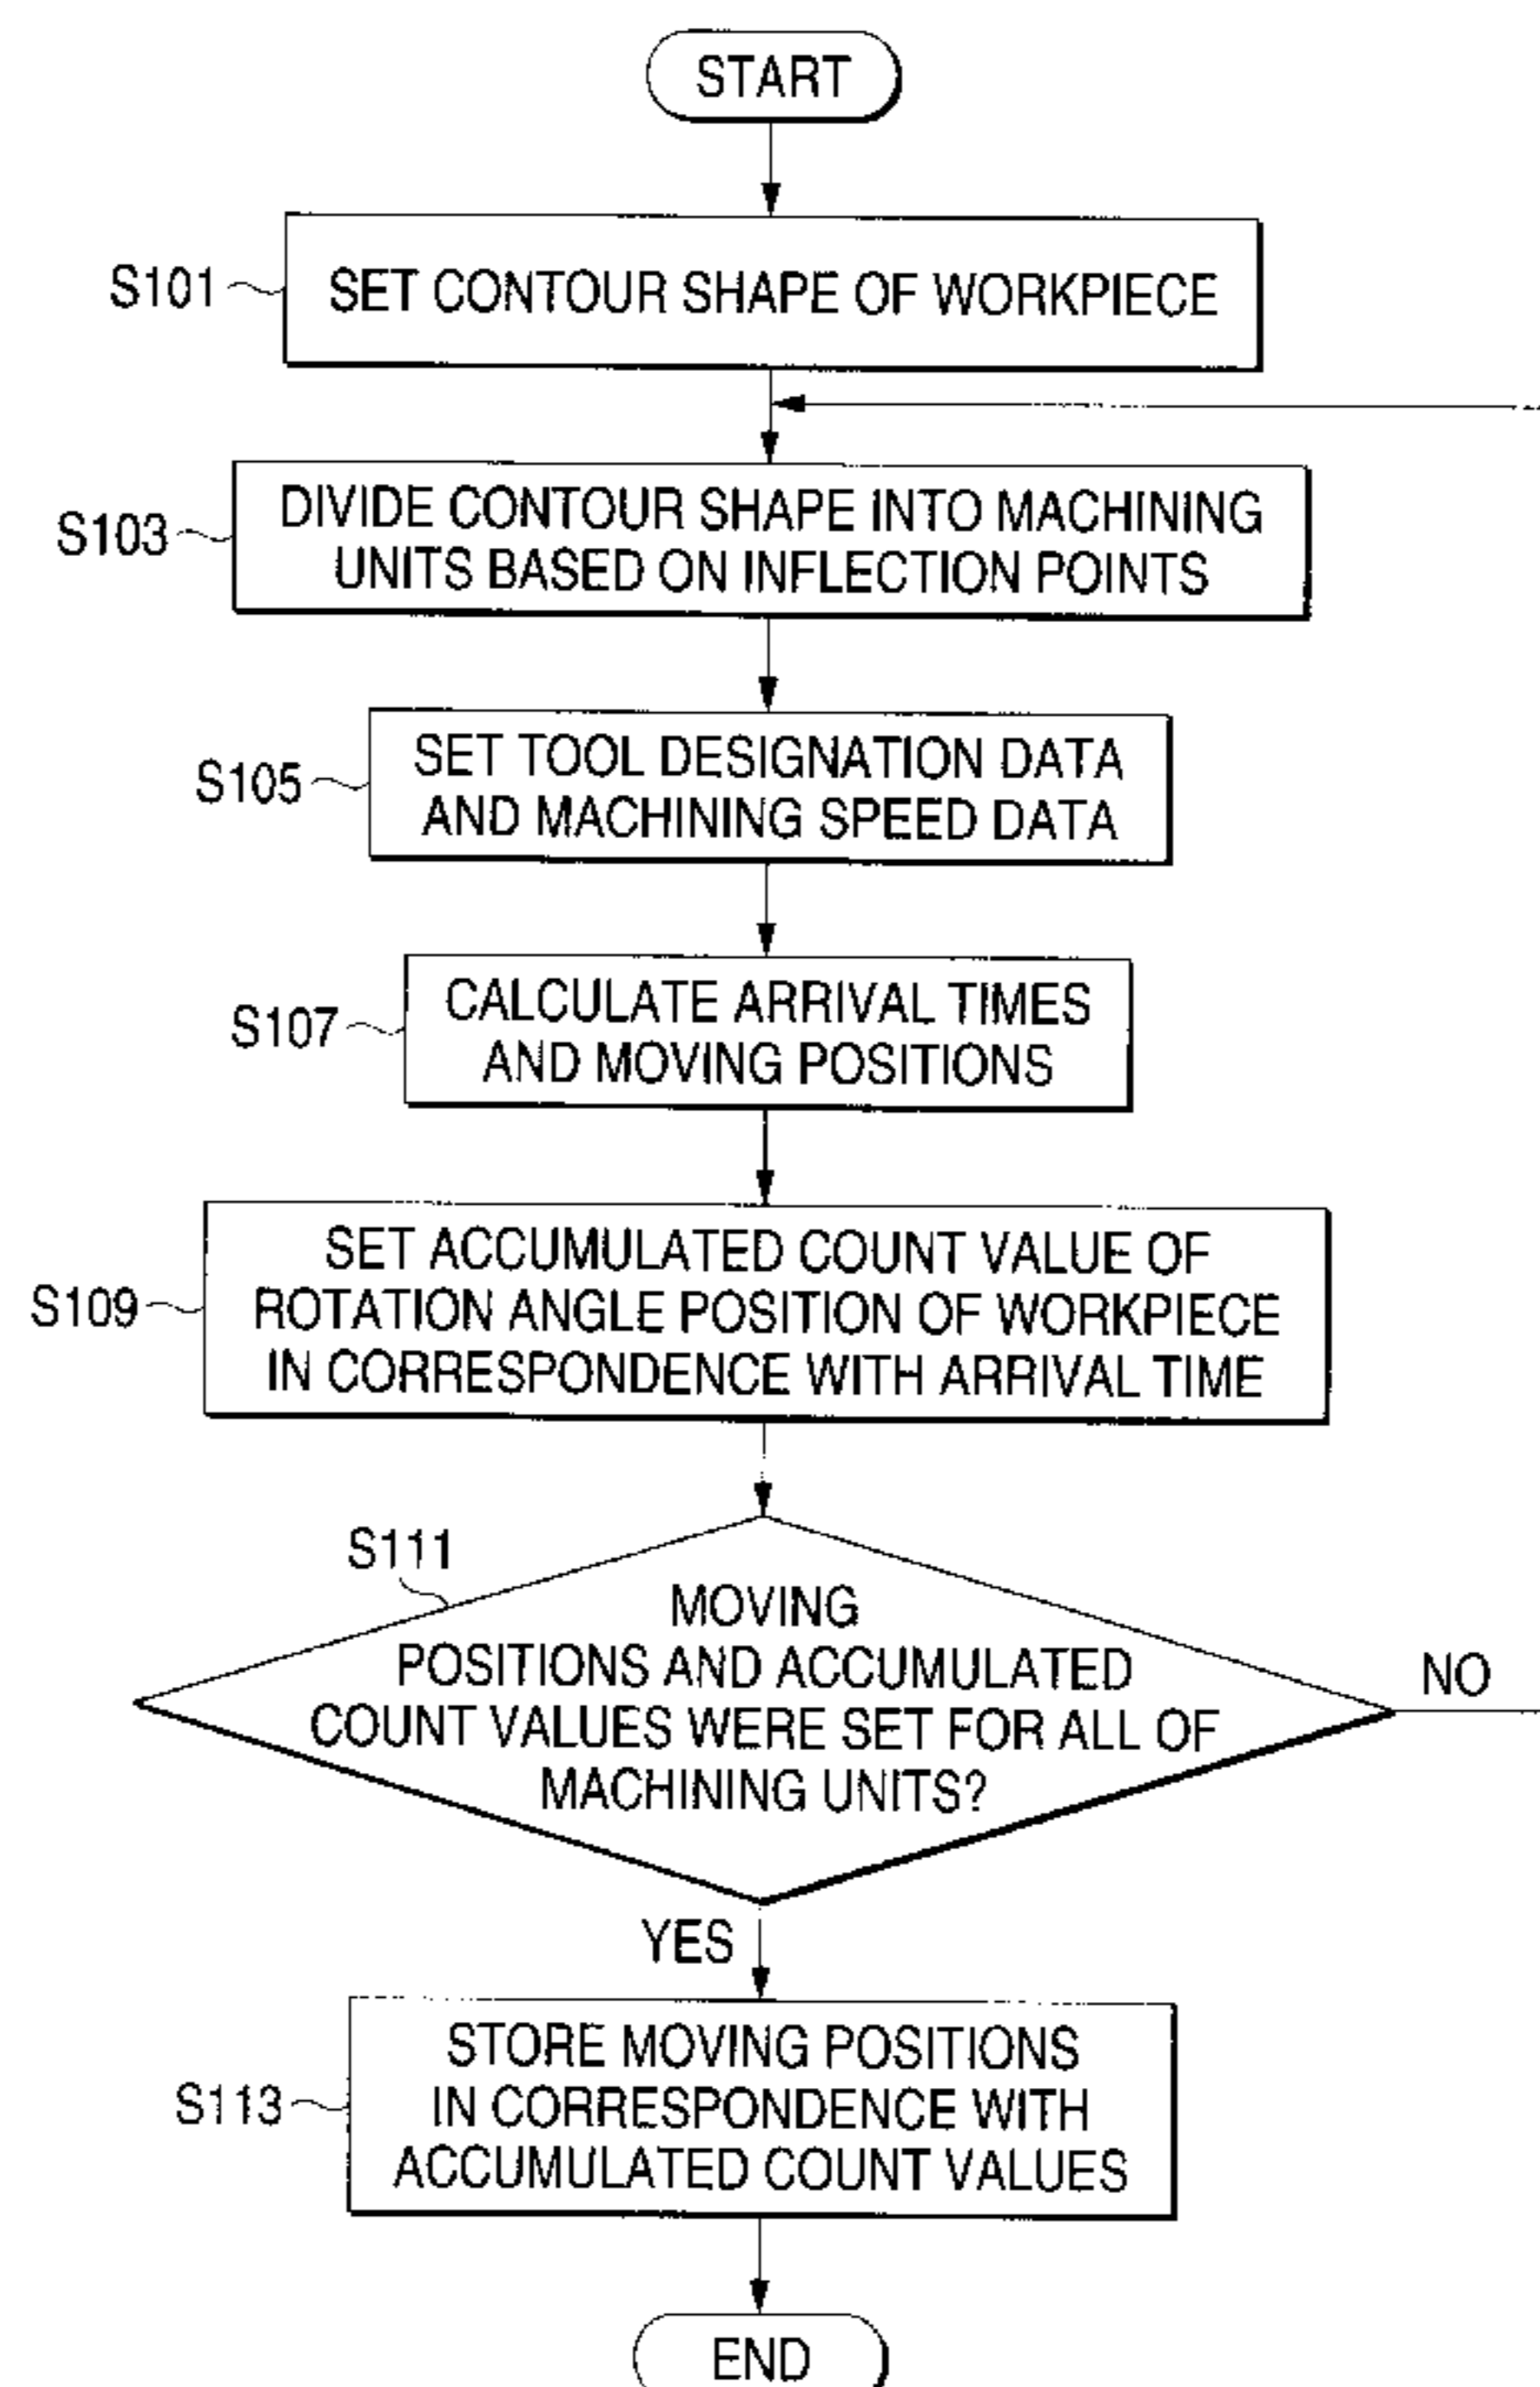 START
S101
SET CONTOUR SHAPE OF WORKPIECE
S103
DIVIDE CONTOUR SHAPE INTO MACHINING
UNITS BASED ON INFLECTION POINTS
S105
SET TOOL DESIGNATION DATA
AND MACHINING SPEED DATA
S107
CALCULATE ARRIVAL TIMES
AND MOVING POSITIONS
S109
SET ACCUMULATED COUNT VALUE OF
ROTATION ANGLE POSITION OF WORKPIECE
IN CORRESPONDENCE WITH ARRIVAL TIME
S111
MOVING
POSITIONS AND ACCUMULATED
COUNT VALUES WERE SET FOR ALL OF
MACHINING UNITS?
NO
YES
S113
STORE MOVING POSITIONS
IN CORRESPONDENCE WITH
ACCUMULATED COUNT VALUES
END